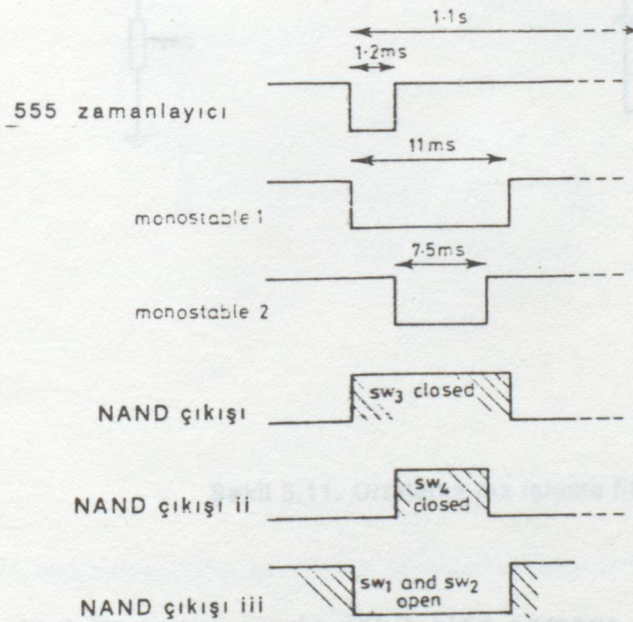 1·1s
1·2ms
555 zamanlayıcı
11ms
monostable 1
7·5ms
monostable 2
sw3 closed
NAND çıkışı
sw4
closed
NAND çıkışı ii
sw1 and sw2
open
NAND çıkışı iii